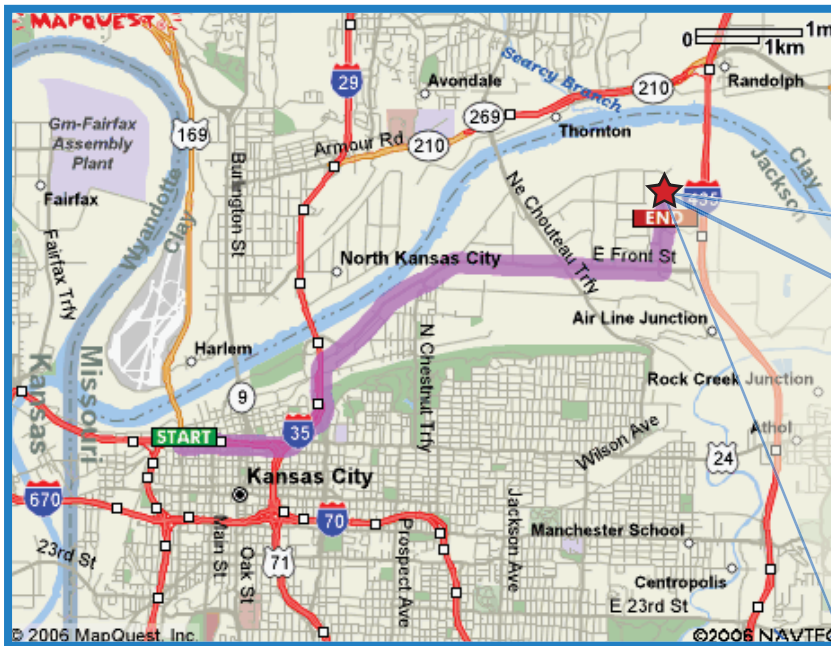 MAPQUEST.
0
1m
1km
29
Avondale
Searcy Branch
210
Randolph
269
Thornton
Gm-Fairfax
Assembly
Plant
169
Armour Rd
210
Clay
Jackson
Fairfax
Burlington St
Wyandotte
Clay
Ne Chouteau Trfy
435
END
Fairfax Trfy
North Kansas City
E Front St
Air Line Junction
Harlem
N Chestnut Trfy
Kansas
Missouri
9
Rock Creek Junction
START
35
Wilson Ave
Athol
24
Kansas City
670
70
Jackson Ave
Manchester School
23rd St
Main St
Oak St
71
Prospect Ave
Centropolis
E 23rd St
© 2006 MapQuest, Inc.
©2006 NAVTEQ